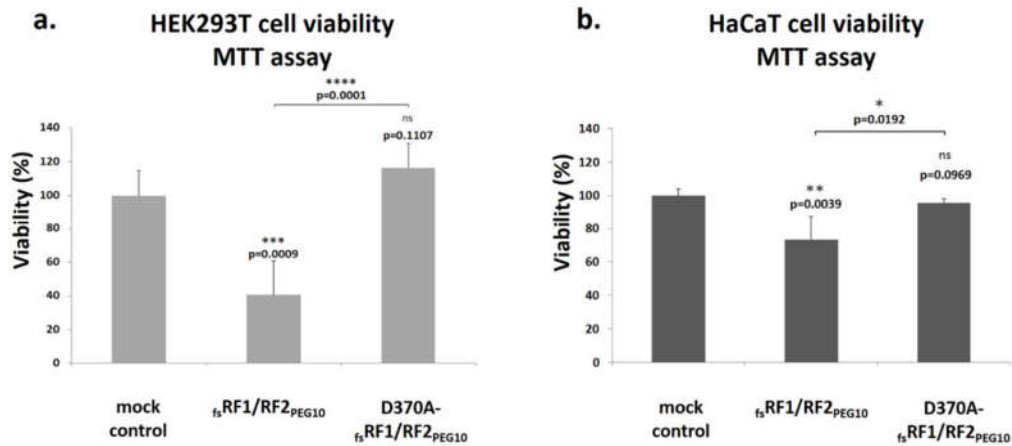 a.
HEK293T cell viability
MTT assay
****
p=0.0001
ns
p=0.1107
***
p=0.0009
Viability (%)
140
120
100
80
60
40
20
0
mock
control
fsRF1/RF2PEG10
D370A-
fsRF1/RF2PEG10
b.
HaCaT cell viability
MTT assay
*
p=0.0192
ns
p=0.0969
**
p=0.0039
Viability (%)
140
120
100
80
60
40
20
0
mock
control
fsRF1/RF2PEG10
D370A-
fsRF1/RF2PEG10